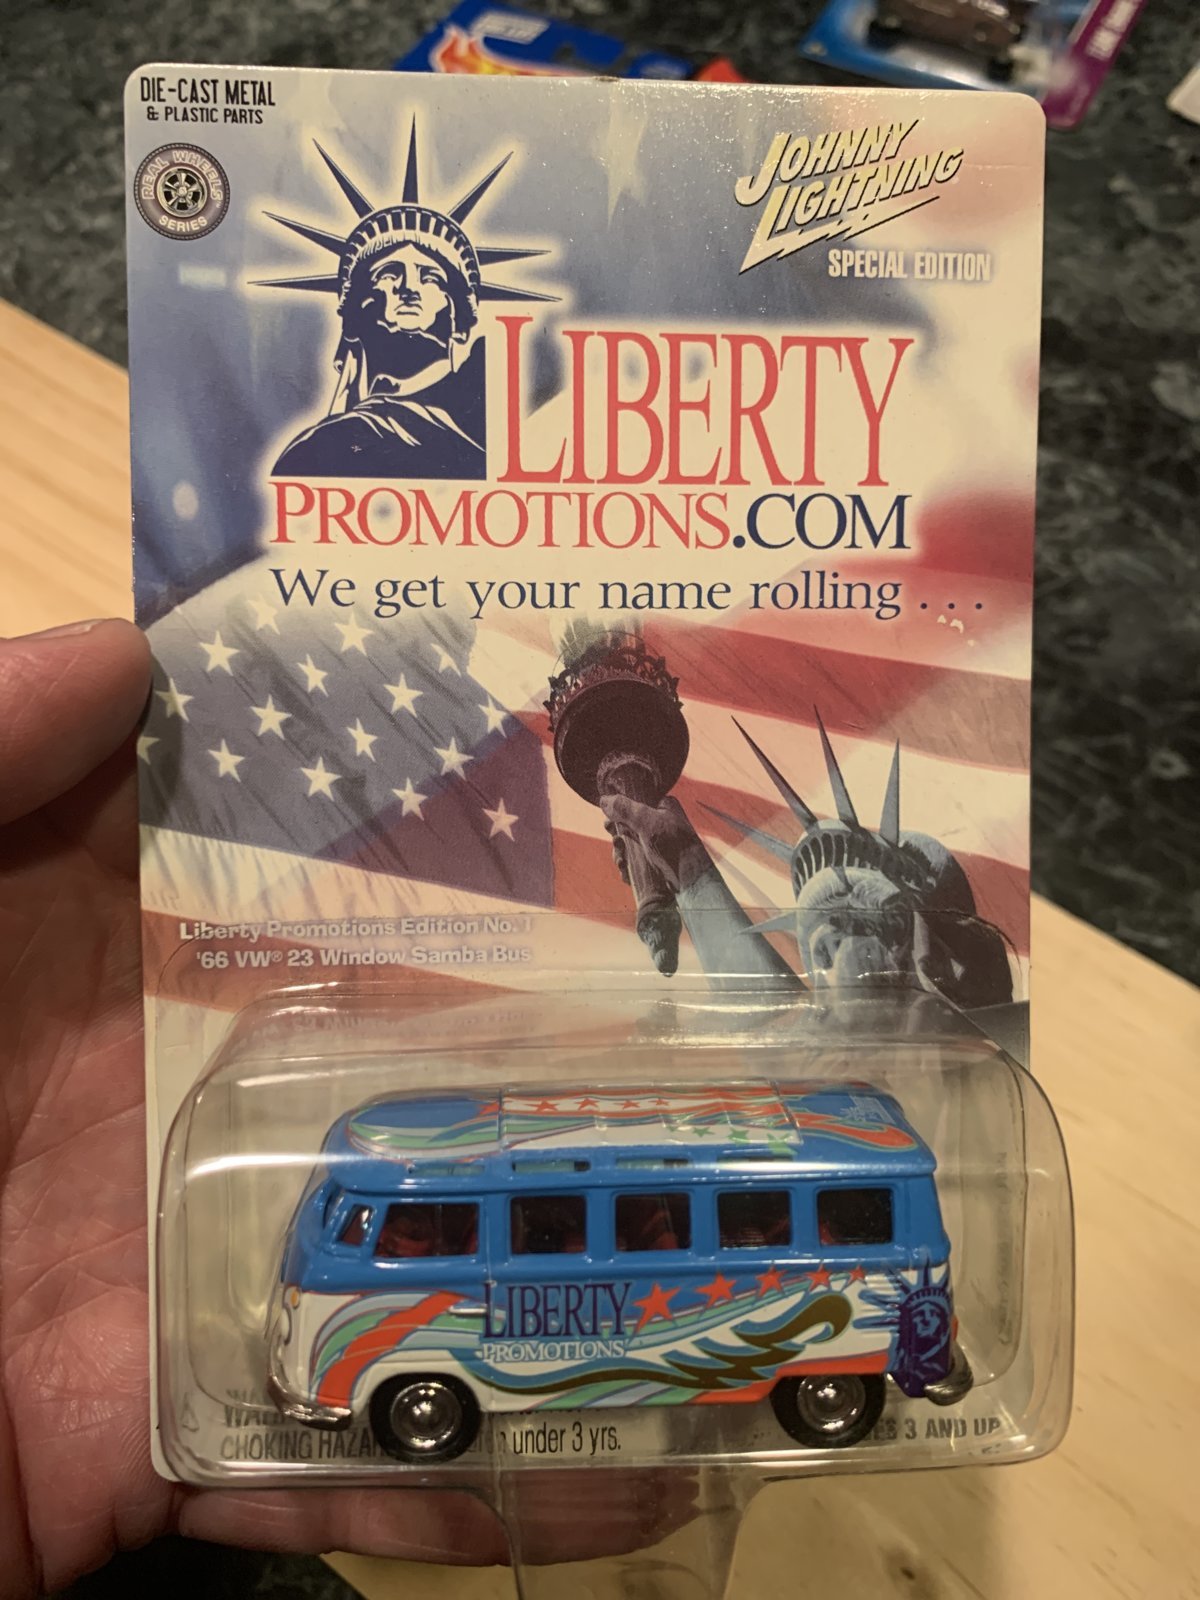 DIE-CAST METAL
& PLASTIC PARTS
REAL WHEELS
SERIES
JOHNNY
LIGHTNING
SPECIAL EDITION
LIBERTY
PROMOTIONS.COM
We get your name rolling . . .
Liberty Promotions Edition No. 1
'66 VW® 23 Window Samba Bus
LIBERTY
PROMOTIONS
CHOKING HAZA
under 3 yrs.
3 AND UP